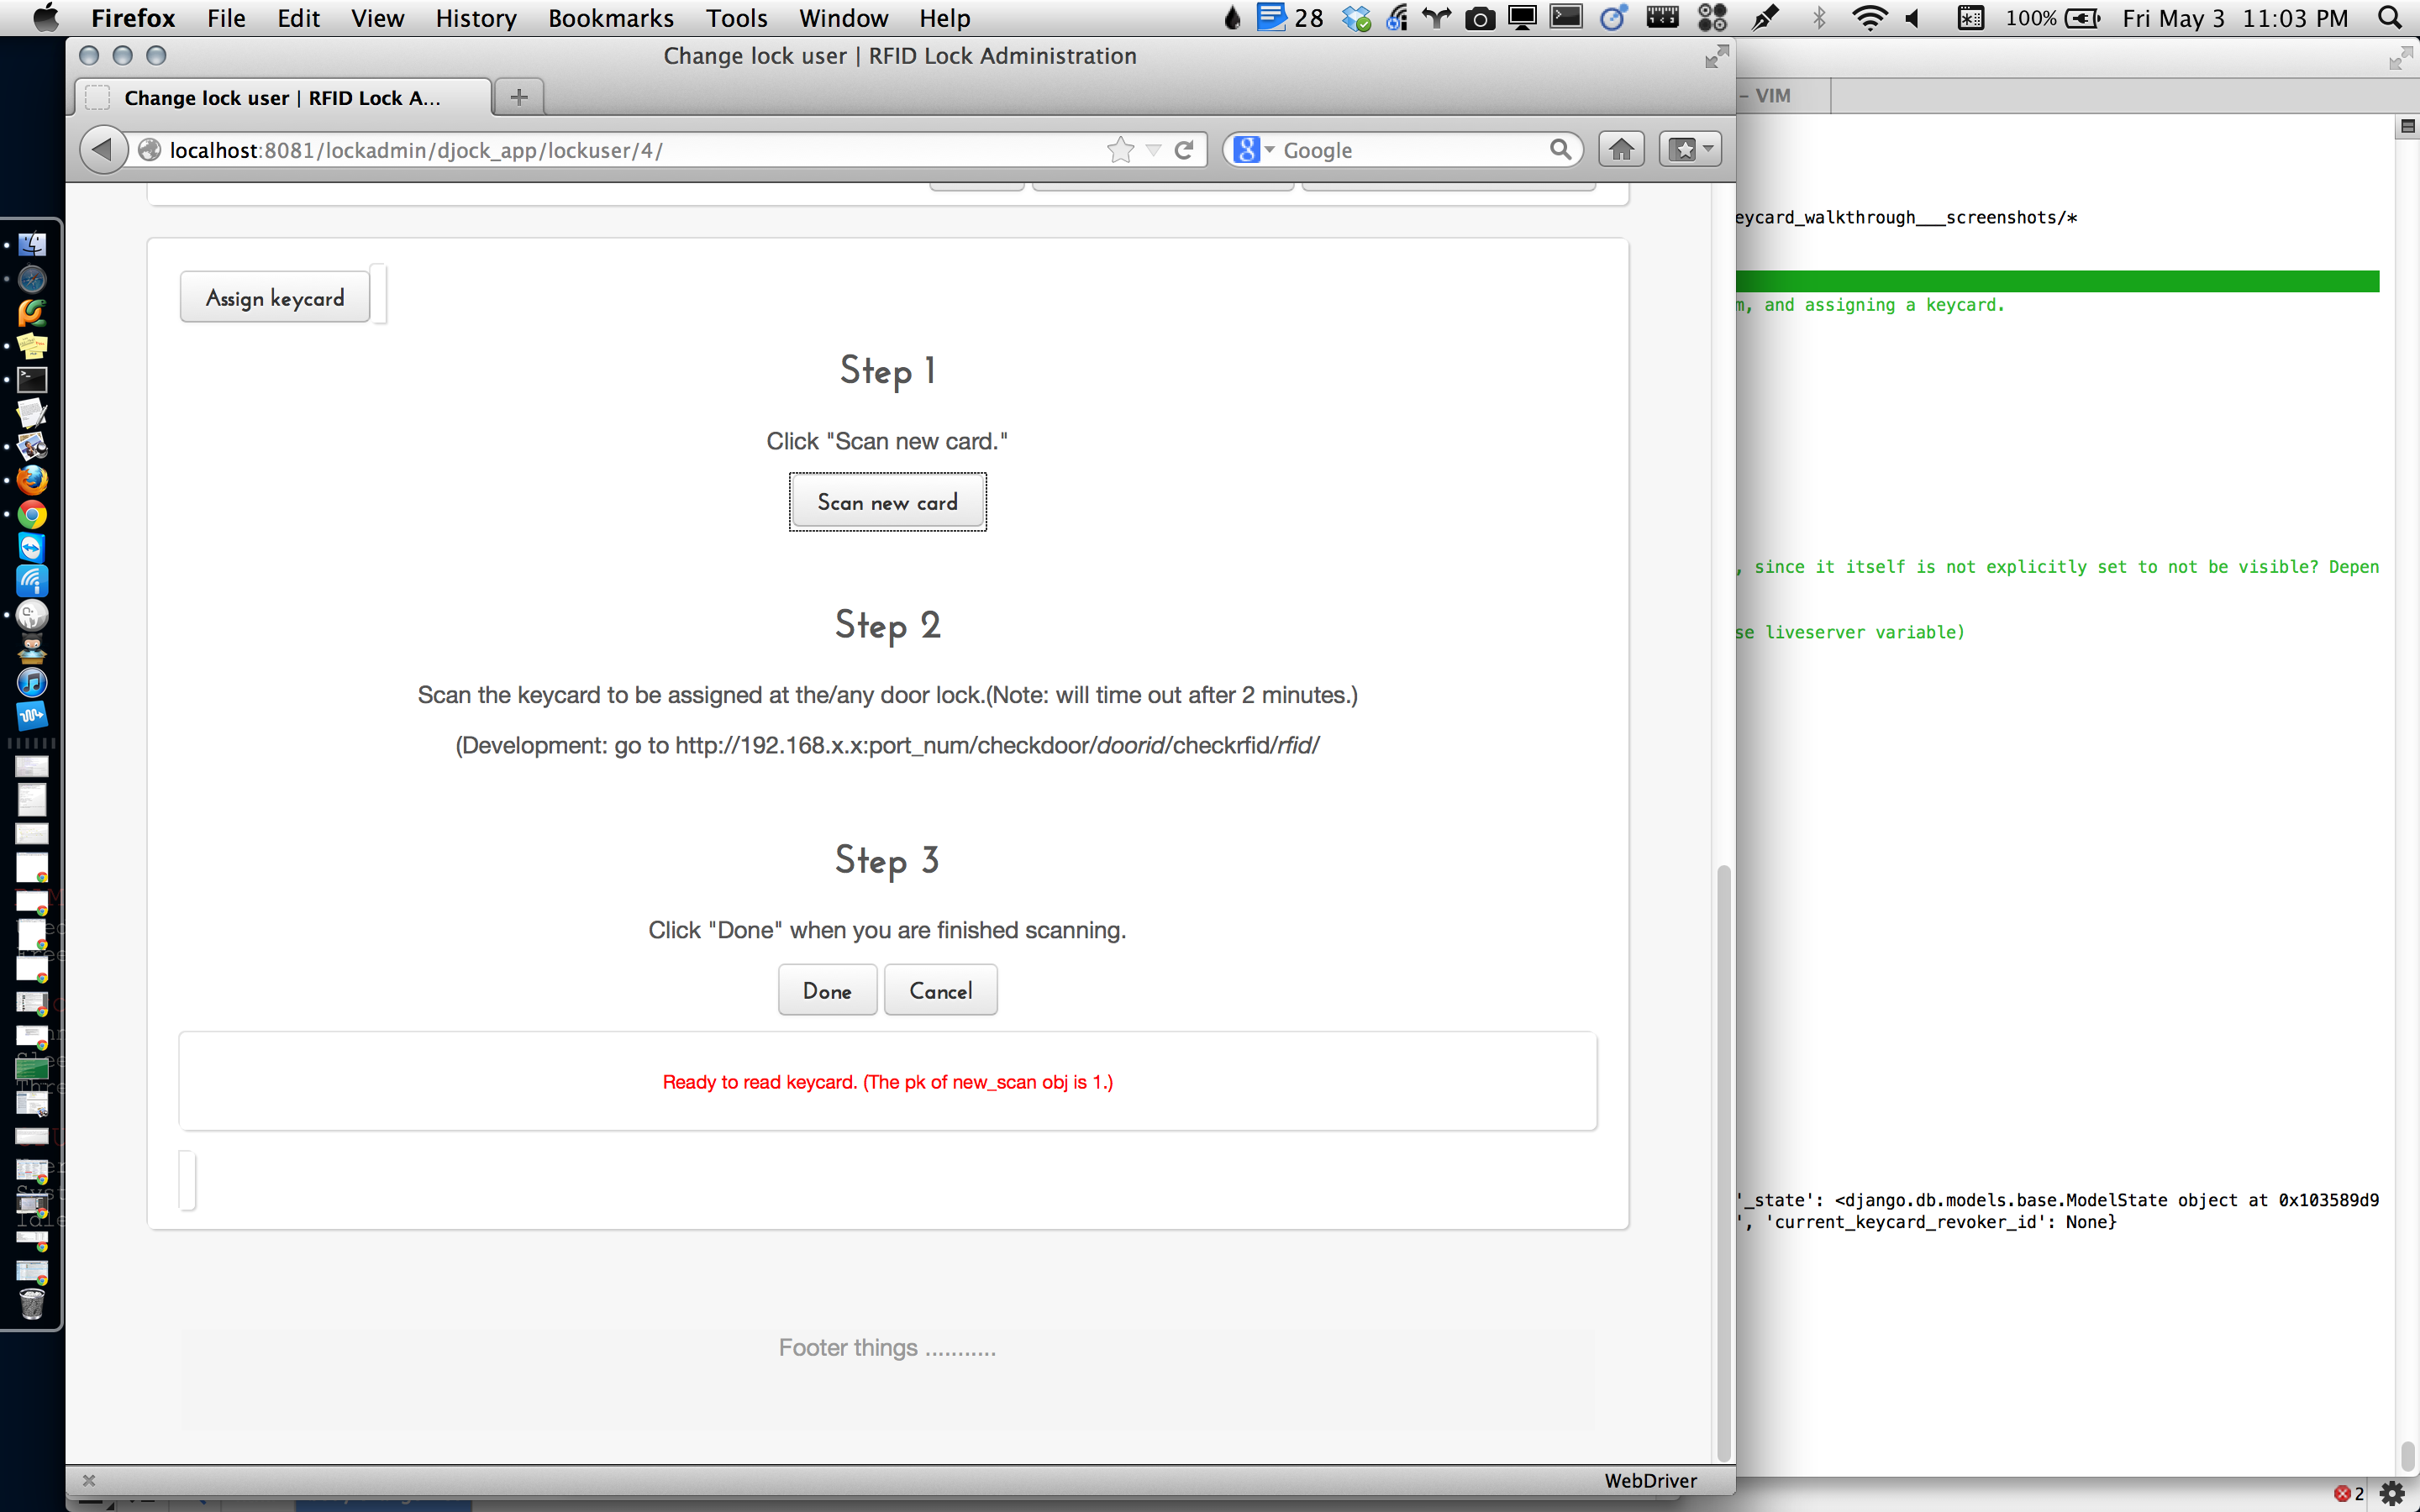 Firefox File Edit View History Bookmarks Tools Window Help 28 100% Fri May 3 11:03 PM
Change lock user | RFID Lock Administration
Change lock user | RFID Lock A...
– VIM
localhost:8081/lockadmin/djock_app/lockuser/4/
Google
eycard_walkthrough___screenshots/*
Assign keycard
, and assigning a keycard.
Step 1
Click "Scan new card."
Scan new card
, since it itself is not explicitly set to not be visible? Depen
Step 2
se liveserver variable)
Scan the keycard to be assigned at the/any door lock.(Note: will time out after 2 minutes.)
(Development: go to http://192.168.x.x:port_num/checkdoor/doorid/checkrfid/rfid/
Step 3
Click "Done" when you are finished scanning.
Done Cancel
Ready to read keycard. (The pk of new_scan obj is 1.)
'_state': <django.db.models.base.ModelState object at 0x103589d9
', 'current_keycard_revoker_id': None}
Footer things ...........
WebDriver
2